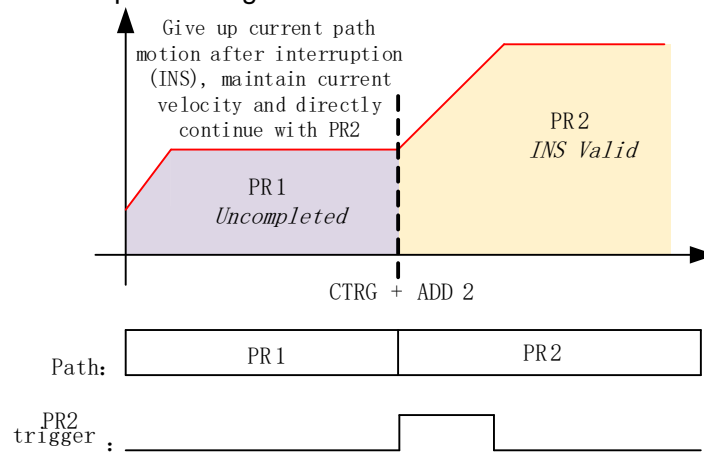 Give up current path
motion after interruption
(INS), maintain current
velocity and directly
continue with PR2
PR2
INS Valid
PR1
Uncompleted
CTRG + ADD 2
Path: PR1 PR2
PR2
trigger :